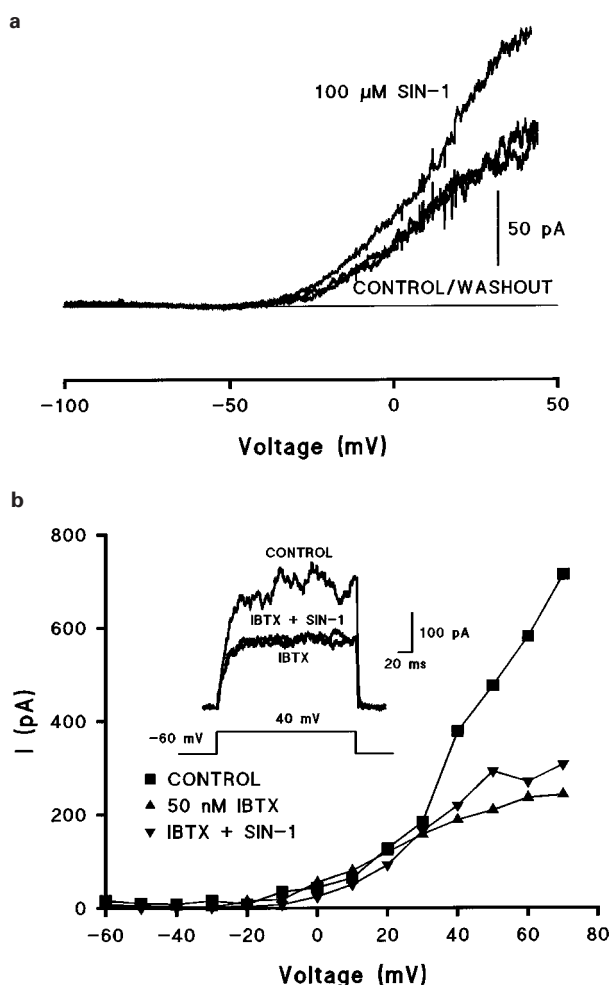 a
100 µM SIN-1
50 pA
CONTROL/WASHOUT
-100
-50
0
50
Voltage (mV)
b
800
600
400
200
0
I (pA)
CONTROL
IBTX + SIN-1
IBTX
100 pA
20 ms
-60 mV
40 mV
CONTROL
50 nM IBTX
IBTX + SIN-1
-60
-40
-20
0
20
40
60
80
Voltage (mV)